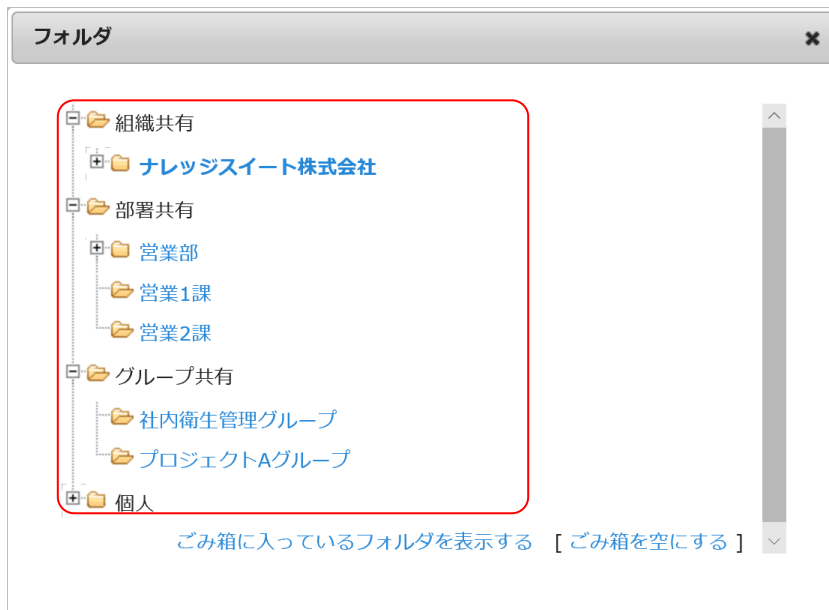 フォルダ
組織共有
ナレッジスイート株式会社
部署共有
営業部
営業1課
営業2課
グループ共有
社内衛生管理グループ
プロジェクトAグループ
個人
ごみ箱に入っているフォルダを表示する [ ごみ箱を空にする ]